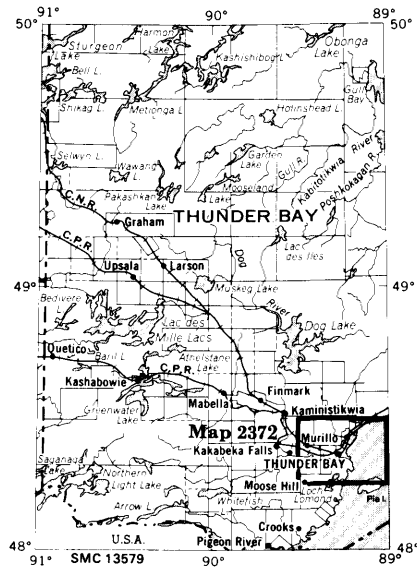 91° 90° 89°
50° 50°
Sturgeon Lake
Harmon Lake
Kashishibog L.
Obonga Lake
Bell L.
Gull Bay
Shikag L.
Metionga L.
Holinshead L.
Selwyn L.
Wawang L.
Garden Lake
Gull R.
Kabitotikwia River
Poshkokagan R.
Mooseland Lake
C.N.R.
Pakashkan Lake
THUNDER BAY
Graham
C.P.R.
Lac des Iles
Upsala
Larson
Dog River
49° 49°
Muskeg Lake
Bedivere L.
Lac des Mille Lacs
Dog Lake
Quetico
Baril L.
Athelstane Lake
C.P.R.
Kashabowie
Finmark
Mabella
Greenwater Lake
Kaministikwia
Map 2372
Murillo
Kakabeka Falls
THUNDER BAY
Saganaga Lake
Northern Light Lake
Moose Hill
Loch Lomond
Pie I.
Whitefish L.
Arrow L.
Crooks
U.S.A.
Pigeon River
48° 48°
91° 90° 89°
SMC 13579